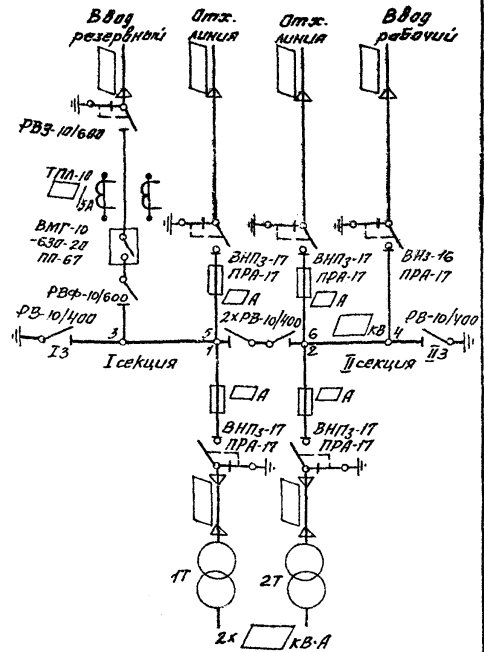 Ввод
резервный
Отх.
линия
Отх.
линия
Ввод
рабочий
РВЗ-10/600
ТПЛ-10
/5А
ВМГ-10
-630-20
ПП-67
РВФ-10/600
РВ-10/400
IЗ
3
I секция
ВНПз-17
ПРА-17
А
5
1
2хРВ-10/400
ВНПз-17
ПРА-17
А
6
2
кВ
4
ВНз-16
ПРА-17
РВ-10/400
IIЗ
II секция
А
ВНПз-17
ПРА-17
А
ВНПз-17
ПРА-17
1Т
2Т
2х
кВ·А